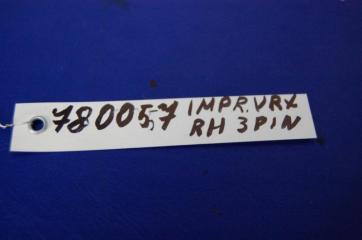 780057 IMPR.VRX
RH 3PIN